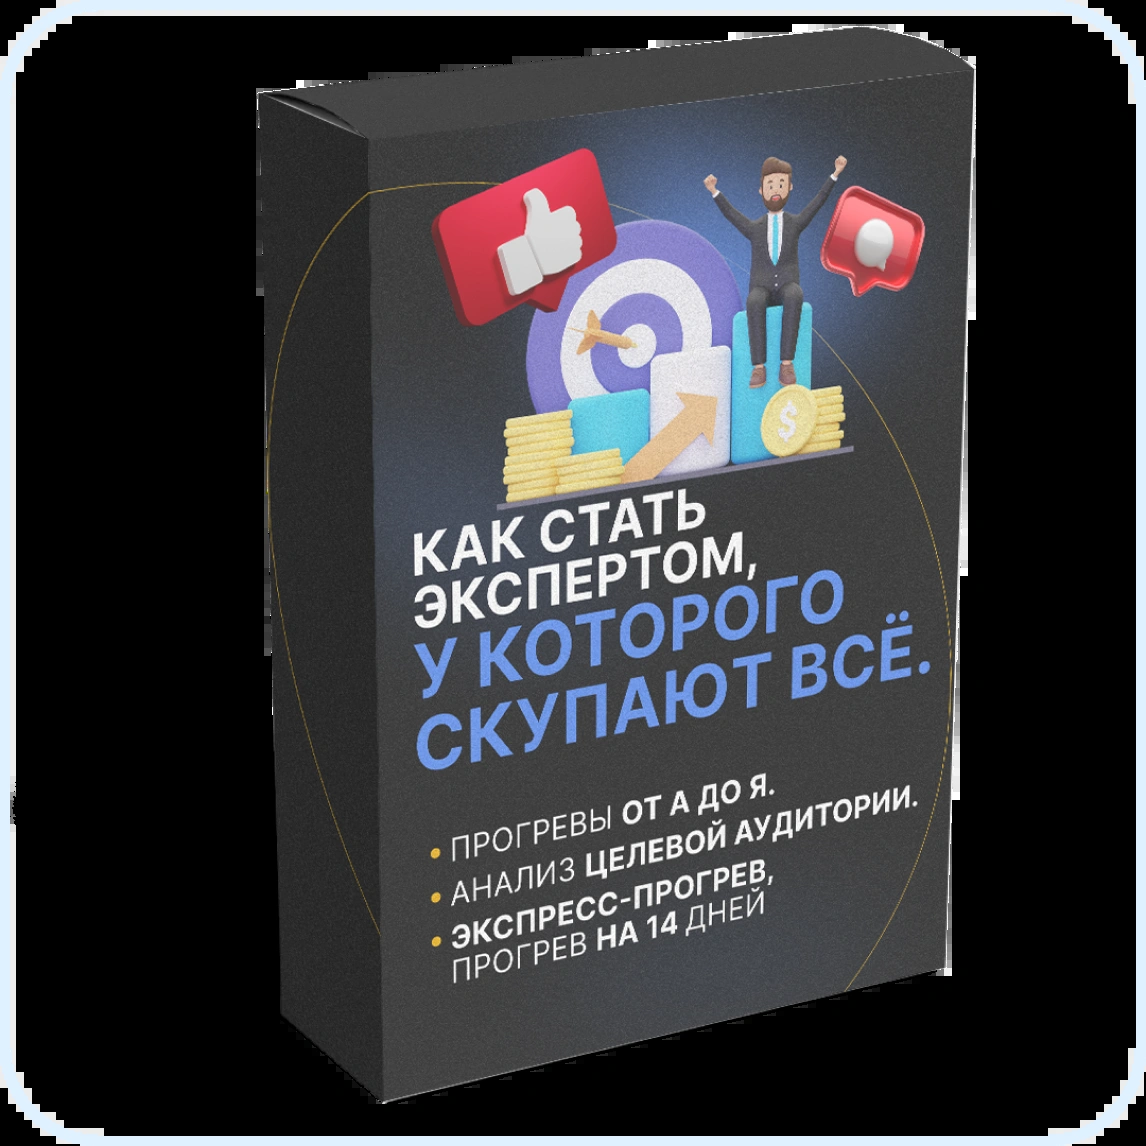 КАК СТАТЬ
ЭКСПЕРТОМ,
У КОТОРОГО
СКУПАЮТ ВСЁ.
• ПРОГРЕВЫ ОТ А ДО Я.
• АНАЛИЗ ЦЕЛЕВОЙ АУДИТОРИИ.
• ЭКСПРЕСС-ПРОГРЕВ,
ПРОГРЕВ НА 14 ДНЕЙ